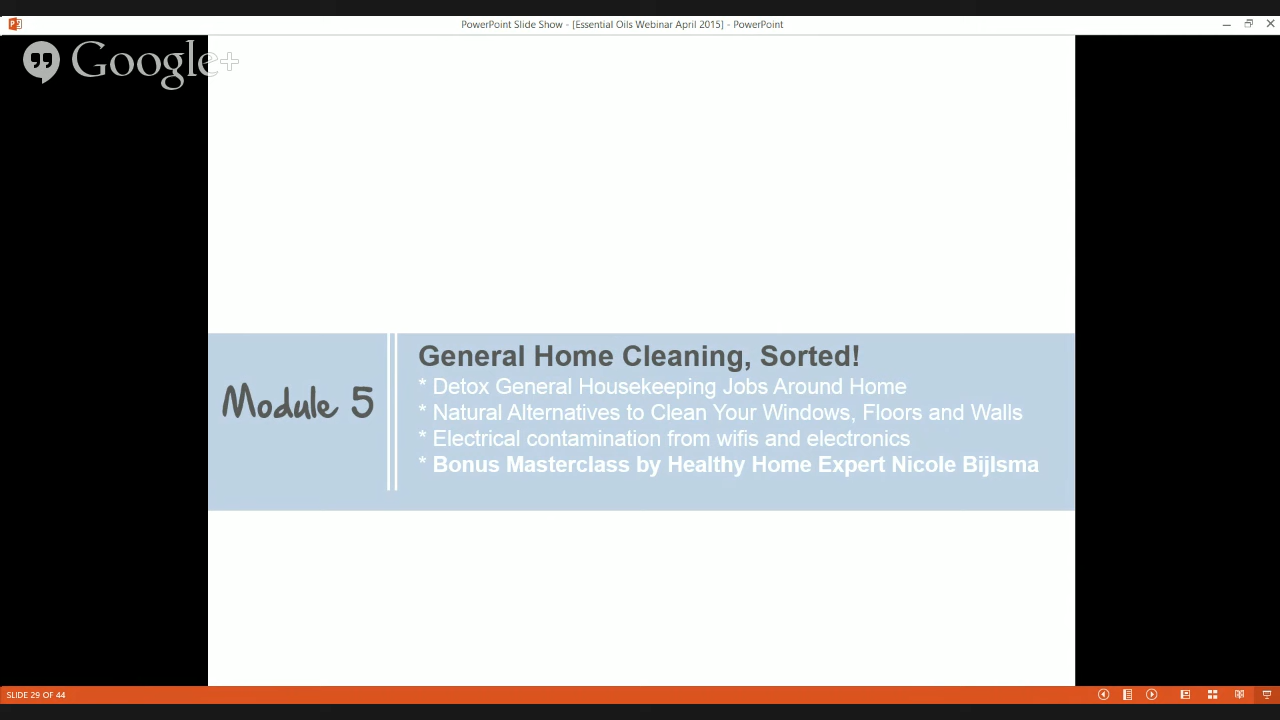 PowerPoint Slide Show - [Essential Oils Webinar April 2015] - PowerPoint
Google+
General Home Cleaning, Sorted!
* Detox General Housekeeping Jobs Around Home
Module 5
* Natural Alternatives to Clean Your Windows, Floors and Walls
* Electrical contamination from wifis and electronics
* Bonus Masterclass by Healthy Home Expert Nicole Bijlsma
SLIDE 29 OF 44